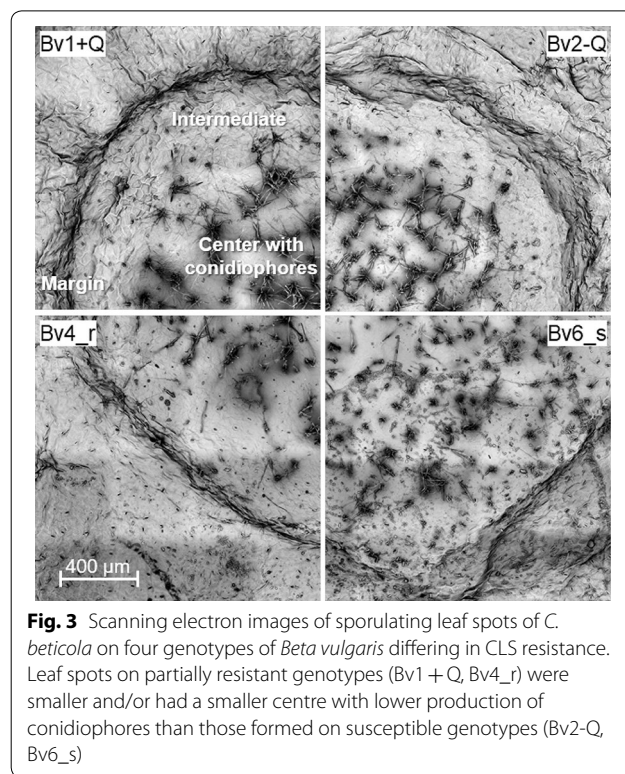 Bv1+Q
Bv2-Q
Intermediate
Center with
conidiophores
Margin
Bv4_r
Bv6_s
400 µm
Fig. 3 Scanning electron images of sporulating leaf spots of C.
beticola on four genotypes of Beta vulgaris differing in CLS resistance.
Leaf spots on partially resistant genotypes (Bv1 + Q, Bv4_r) were
smaller and/or had a smaller centre with lower production of
conidiophores than those formed on susceptible genotypes (Bv2-Q,
Bv6_s)